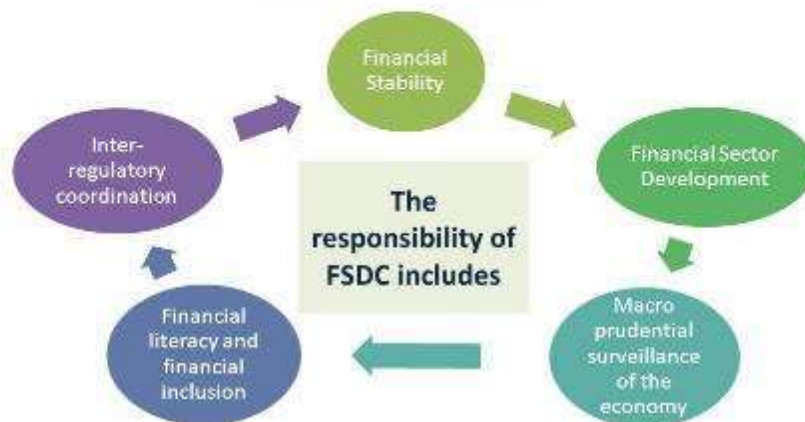 Financial
Stability
Financial Sector
Development
Macro
prudential
surveillance
of the
economy
Financial
literacy and
financial
inclusion
Inter-
regulatory
coordination
The
responsibility of
FSDC includes